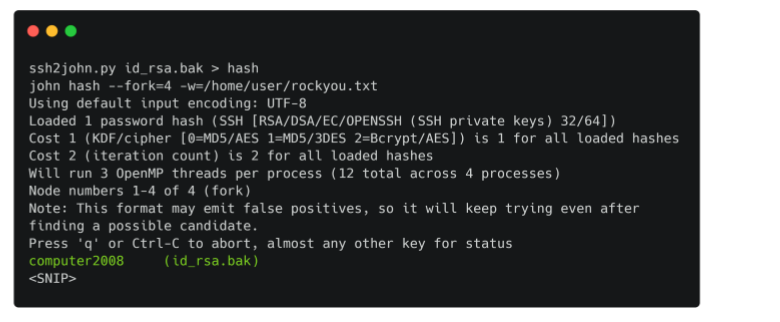 ssh2john.py id_rsa.bak > hash
john hash --fork=4 -w=/home/user/rockyou.txt
Using default input encoding: UTF-8
Loaded 1 password hash (SSH [RSA/DSA/EC/OPENSSH (SSH private keys) 32/64])
Cost 1 (KDF/cipher [0=MD5/AES 1=MD5/3DES 2=Bcrypt/AES]) is 1 for all loaded hashes
Cost 2 (iteration count) is 2 for all loaded hashes
Will run 3 OpenMP threads per process (12 total across 4 processes)
Node numbers 1-4 of 4 (fork)
Note: This format may emit false positives, so it will keep trying even after
finding a possible candidate.
Press 'q' or Ctrl-C to abort, almost any other key for status
computer2008     (id_rsa.bak)
<SNIP>